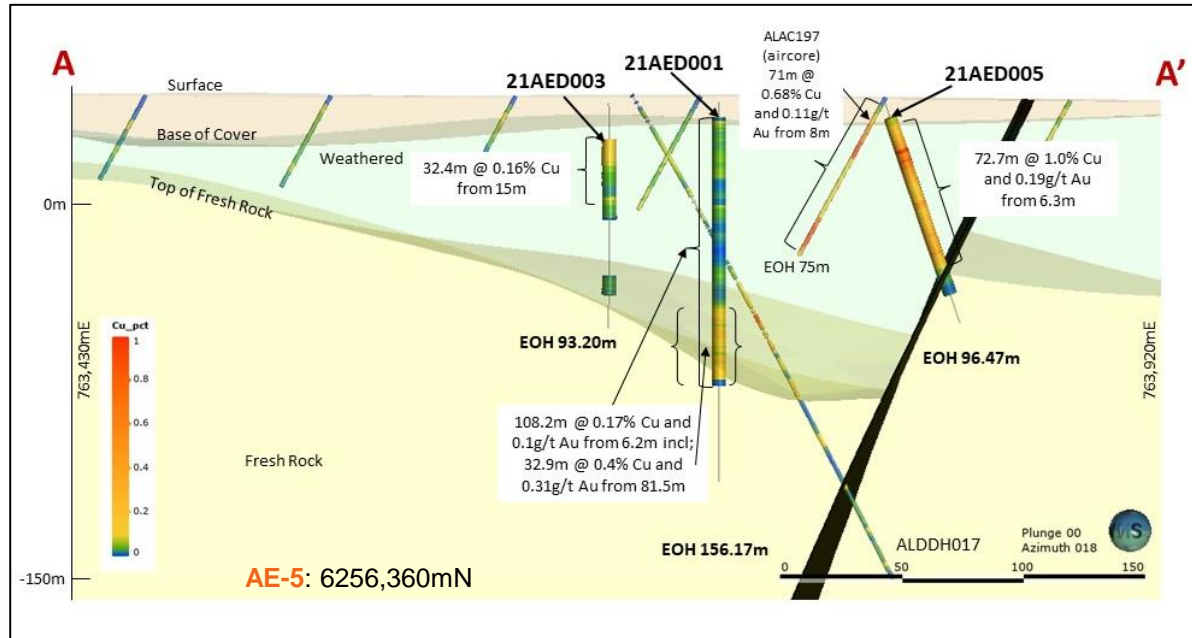 A
A'
Surface
21AED003
21AED001
ALAC197
(aircore)
71m @
0.68% Cu
and 0.11g/t
Au from 8m
21AED005
Base of Cover
Weathered
Top of Fresh Rock
32.4m @ 0.16% Cu
from 15m
72.7m @ 1.0% Cu
and 0.19g/t Au
from 6.3m
0m
EOH 75m
Cu_pct
1
0.8
0.6
0.4
0.2
0
763,430mE
763,920mE
EOH 93.20m
EOH 96.47m
108.2m @ 0.17% Cu and
0.1g/t Au from 6.2m incl;
32.9m @ 0.4% Cu and
0.31g/t Au from 81.5m
Fresh Rock
EOH 156.17m
ALDDH017
Plunge 00
Azimuth 018
0
50
100
150
-150m
AE-5: 6256,360mN